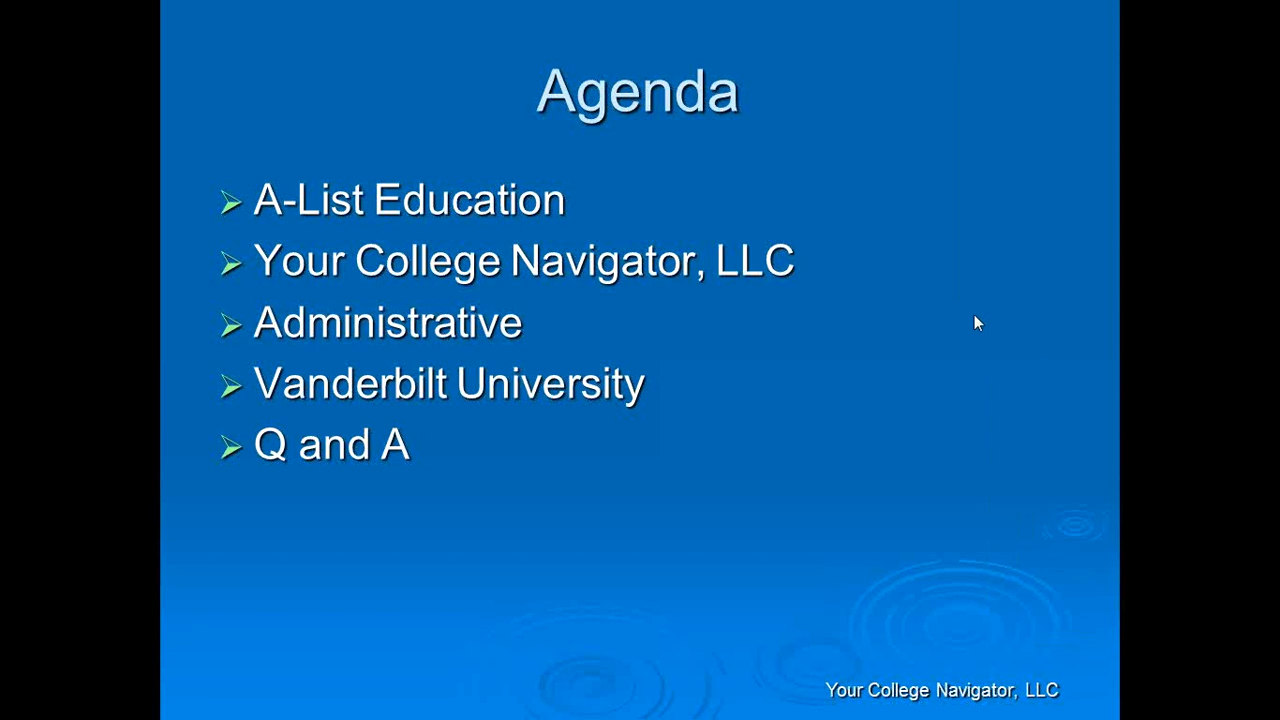 Agenda
A-List Education
Your College Navigator, LLC
Administrative
Vanderbilt University
Q and A
Your College Navigator, LLC